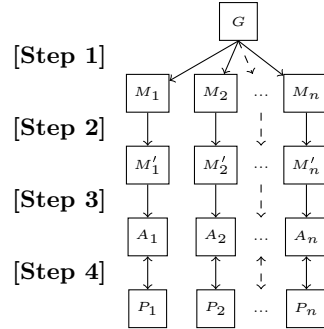 G
[Step 1]
M₁ M₂ ... Mₙ
[Step 2]
M′₁ M′₂ ... M′ₙ
[Step 3]
A₁ A₂ ... Aₙ
[Step 4]
P₁ P₂ ... Pₙ